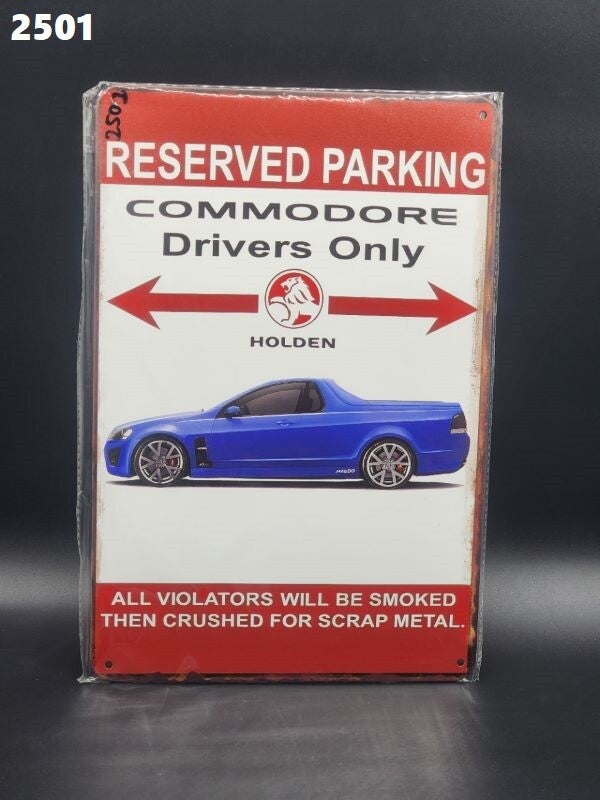 2501
2501
RESERVED PARKING
COMMODORE
Drivers Only
HOLDEN
ALL VIOLATORS WILL BE SMOKED
THEN CRUSHED FOR SCRAP METAL.